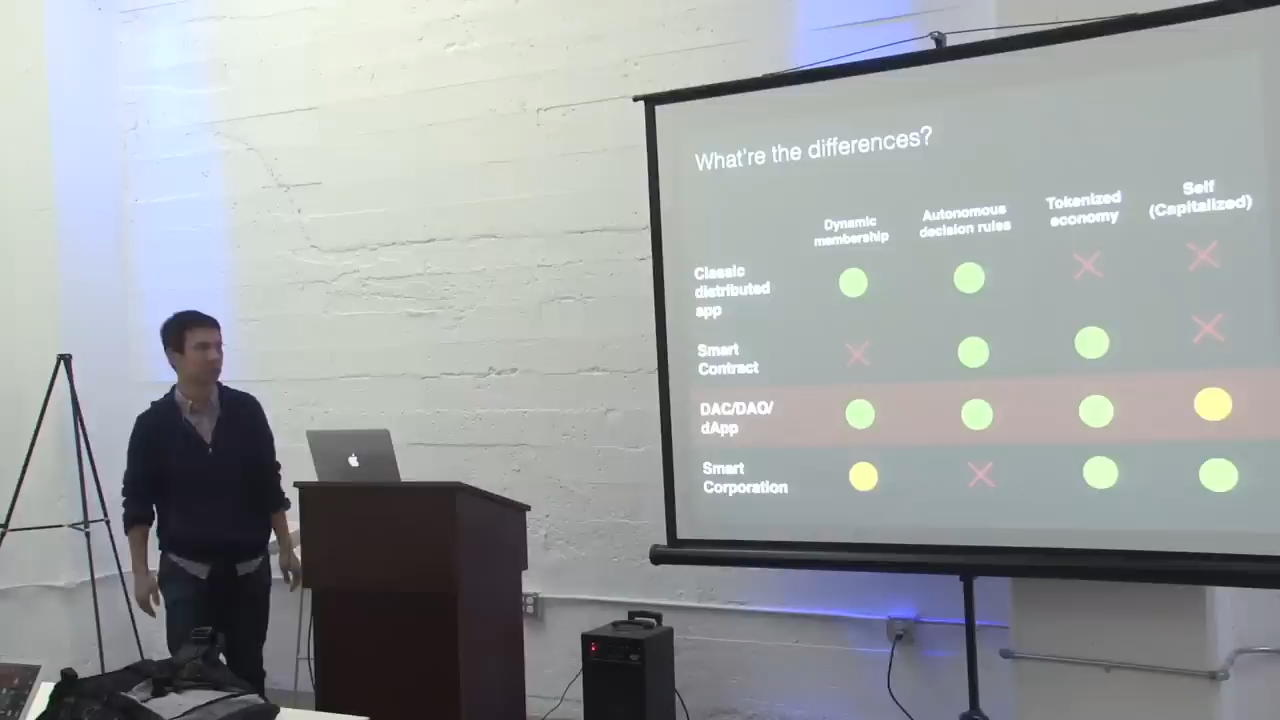 What're the differences?
Dynamic
membership
Autonomous
decision rules
Tokenized
economy
Self
(Capitalized)
Classic
distributed
app
Smart
Contract
DAC/DAO/
dApp
Smart
Corporation